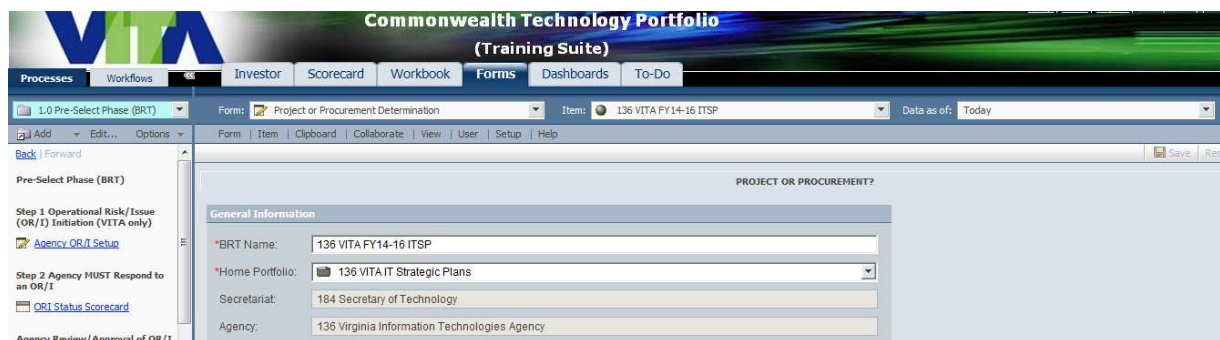 VITA
Commonwealth Technology Portfolio
(Training Suite)
Processes Workflows Investor Scorecard Workbook Forms Dashboards To-Do
1.0 Pre-Select Phase (BRT) Form: Project or Procurement Determination Item: 136 VITA FY14-16 ITSP Data as of: Today
Add Edit... Options Form | Item | Clipboard | Collaborate | View | User | Setup | Help
Back | Forward Save
Pre-Select Phase (BRT)
PROJECT OR PROCUREMENT?
Step 1 Operational Risk/Issue
(OR/I) Initiation (VITA only)
Agency OR/I Setup
Step 2 Agency MUST Respond to
an OR/I
ORI Status Scorecard
Agency Review/Approval of OR/I
General Information
*BRT Name: 136 VITA FY14-16 ITSP
*Home Portfolio: 136 VITA IT Strategic Plans
Secretariat: 184 Secretary of Technology
Agency: 136 Virginia Information Technologies Agency